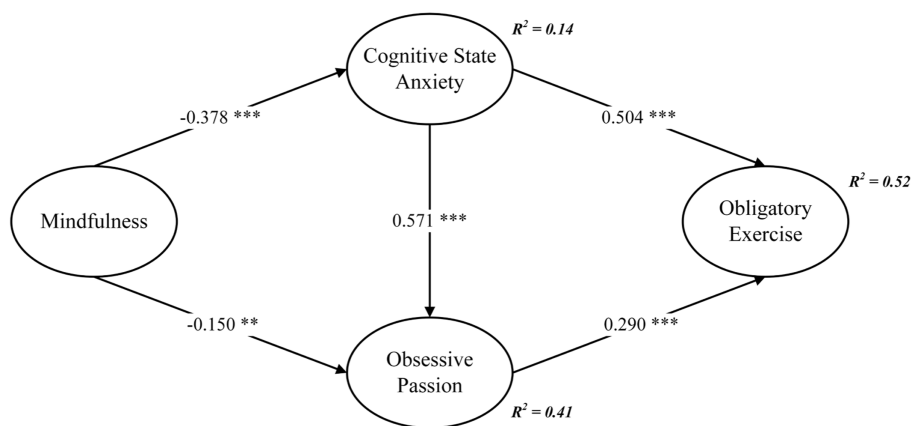 R² = 0.14
Cognitive State
Anxiety
-0.378 ***
0.504 ***
R² = 0.52
Mindfulness
0.571 ***
Obligatory
Exercise
-0.150 **
0.290 ***
Obsessive
Passion
R² = 0.41